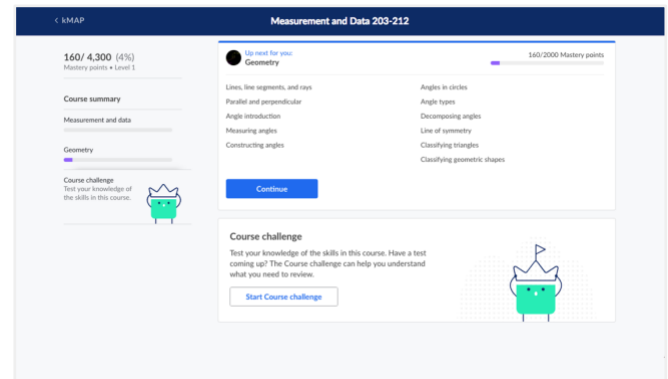 < kMAP
Measurement and Data 203-212
160/ 4,300 (4%)
Mastery points • Level 1
Course summary
Measurement and data
Geometry
Course challenge
Test your knowledge of
the skills in this course.
Up next for you:
Geometry
160/2000 Mastery points
Lines, line segments, and rays
Parallel and perpendicular
Angle introduction
Measuring angles
Constructing angles
Angles in circles
Angle types
Decomposing angles
Line of symmetry
Classifying triangles
Classifying geometric shapes
Continue
Course challenge
Test your knowledge of the skills in this course. Have a test
coming up? The Course challenge can help you understand
what you need to review.
Start Course challenge